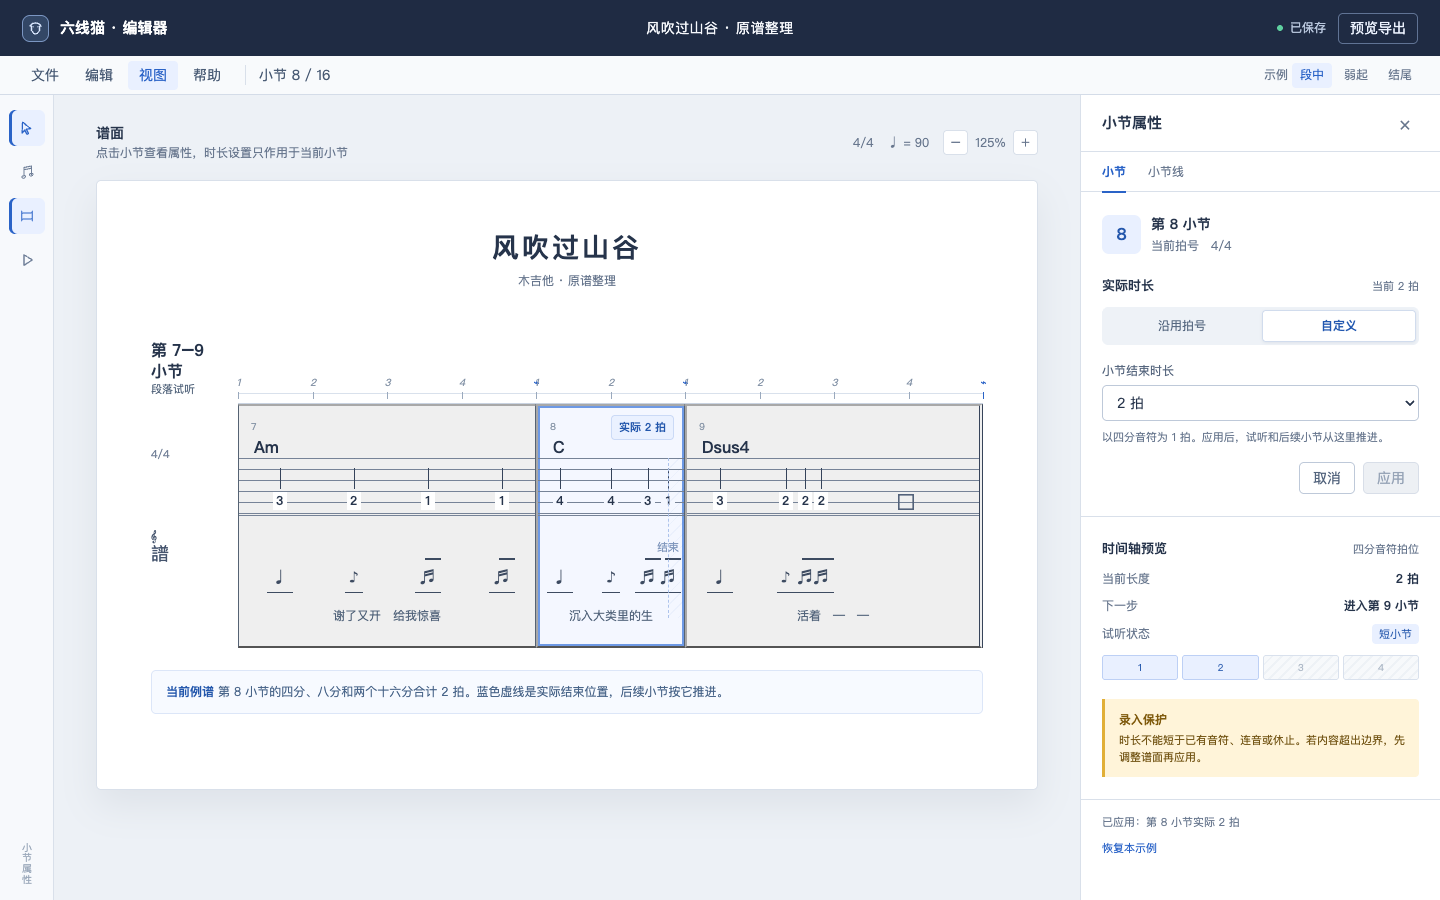 六线猫 · 编辑器
风吹过山谷 · 原谱整理
已保存
预览导出
文件
编辑
视图
帮助
小节 8 / 16
示例
段中
弱起
结尾
谱面
点击小节查看属性，时长设置只作用于当前小节
4/4
♩ = 90
−
125%
+
风吹过山谷
木吉他 · 原谱整理
第 7—9
小节
段落试听
1 2 3 4 2 2 3 4
7
Am
8
C
实际 2 拍
9
Dsus4
4/4
3 2 1 1 4 4 3 1 3 2 2 2
譜
结束
谢了又开 给我惊喜
沉入大类里的生
活着 — —
当前例谱 第 8 小节的四分、八分和两个十六分合计 2 拍。蓝色虚线是实际结束位置，后续小节按它推进。
小节属性
小节属性
小节
小节线
8
第 8 小节
当前拍号 4/4
实际时长
当前 2 拍
沿用拍号
自定义
小节结束时长
2 拍
以四分音符为 1 拍。应用后，试听和后续小节从这里推进。
取消
应用
时间轴预览
四分音符拍位
当前长度
2 拍
下一步
进入第 9 小节
试听状态
短小节
1 2 3 4
录入保护
时长不能短于已有音符、连音或休止。若内容超出边界，先
调整谱面再应用。
已应用：第 8 小节实际 2 拍
恢复本示例